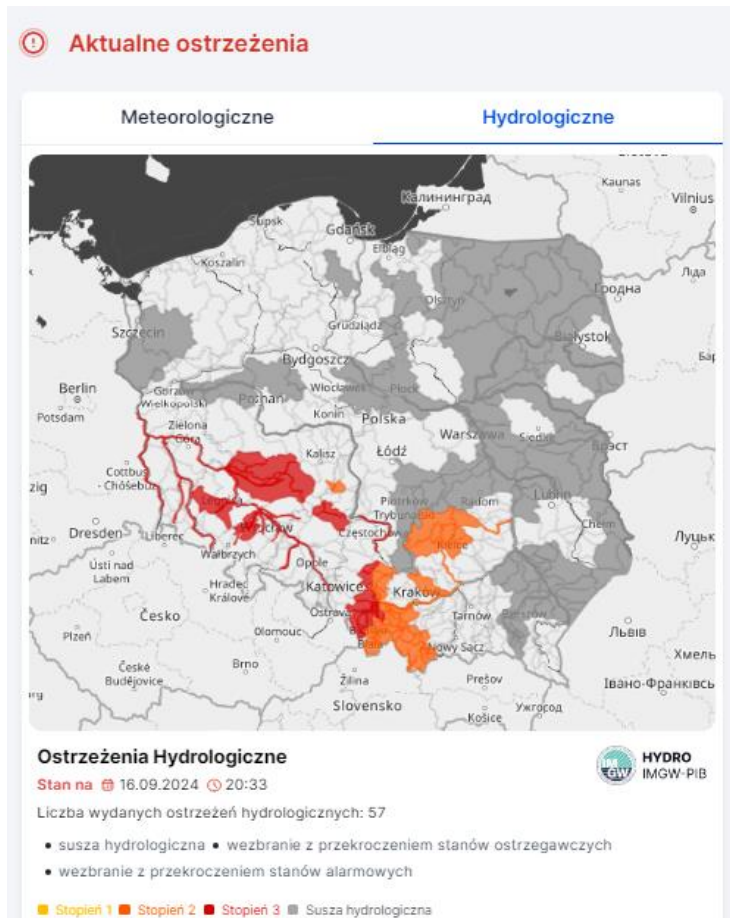 Aktualne ostrzeżenia
Meteorologiczne
Hydrologiczne
Kaunas
Vilnius
Калининград
Słupsk
Gdańsk
Elbląg
Koszalin
Ліда
Гродна
Olsztyn
Szczecin
Grudziądz
Białystok
Bydgoszcz
Berlin
Gorzów
Wielkopolski
Poznań
Włocławek
Płock
Potsdam
Konin
Polska
Warszawa
Siedlce
Брэст
Zielona
Góra
Kalisz
Łódź
Cottbus
- Chóśebuz
Legnica
Piotrków
Trybunalski
Radom
Lublin
Chełm
Dresden
Liberec
Wałbrzych
Wrocław
Częstochowa
Kielce
Луцьк
Ústí nad
Labem
Opole
Hradec
Králové
Katowice
Kraków
Česko
Ostrava
Tarnów
Rzeszów
Львів
Plzeň
Olomouc
Biała
Nowy Sącz
České
Budějovice
Brno
Žilina
Prešov
Хмель
Івано-Франківсь
Slovensko
Košice
Ужгород
Ostrzeżenia Hydrologiczne
HYDRO
IMGW-PIB
Stan na 16.09.2024 20:33
Liczba wydanych ostrzeżeń hydrologicznych: 57
• susza hydrologiczna • wezbranie z przekroczeniem stanów ostrzegawczych
• wezbranie z przekroczeniem stanów alarmowych
Stopień 1 Stopień 2 Stopień 3 Susza hydrologiczna